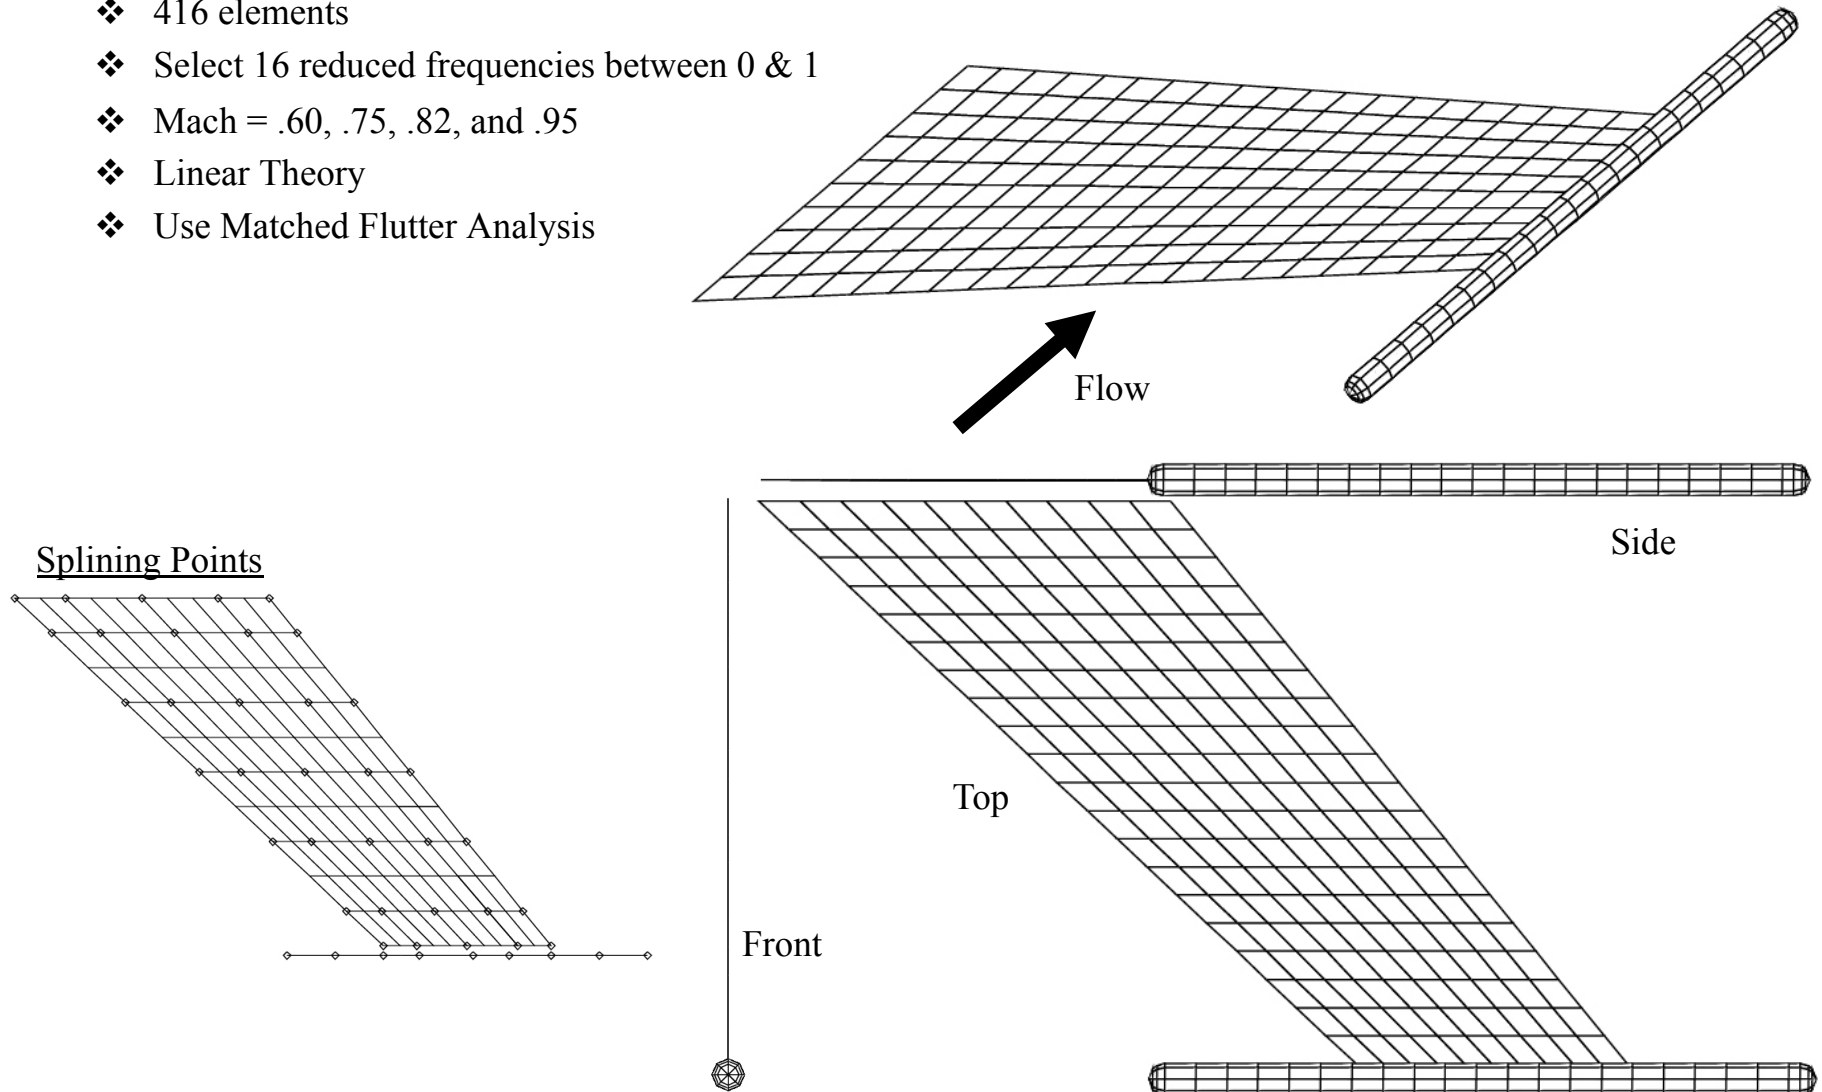 ❖ 416 elements
❖ Select 16 reduced frequencies between 0 & 1
❖ Mach = .60, .75, .82, and .95
❖ Linear Theory
❖ Use Matched Flutter Analysis
Flow
Side
Splining Points
Top
Front